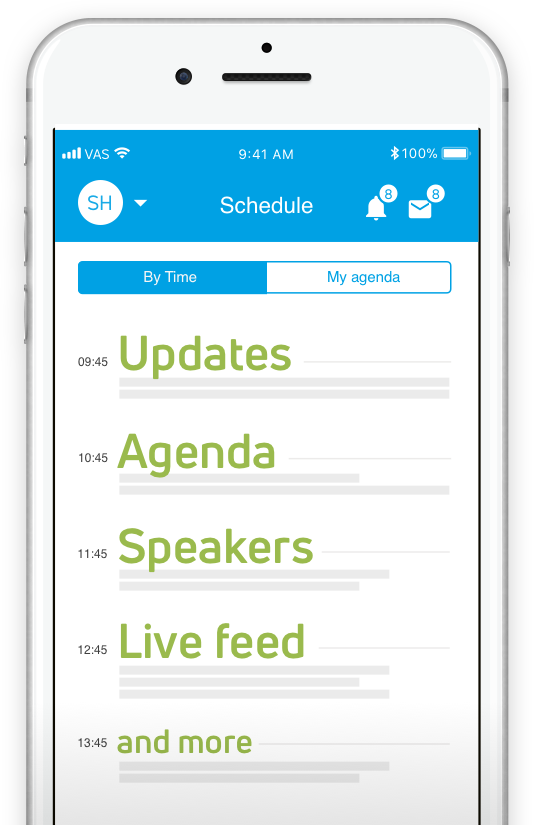 VAS 9:41 AM 100%
SH Schedule 8 8
By Time My agenda
09:45 Updates
10:45 Agenda
11:45 Speakers
12:45 Live feed
13:45 and more